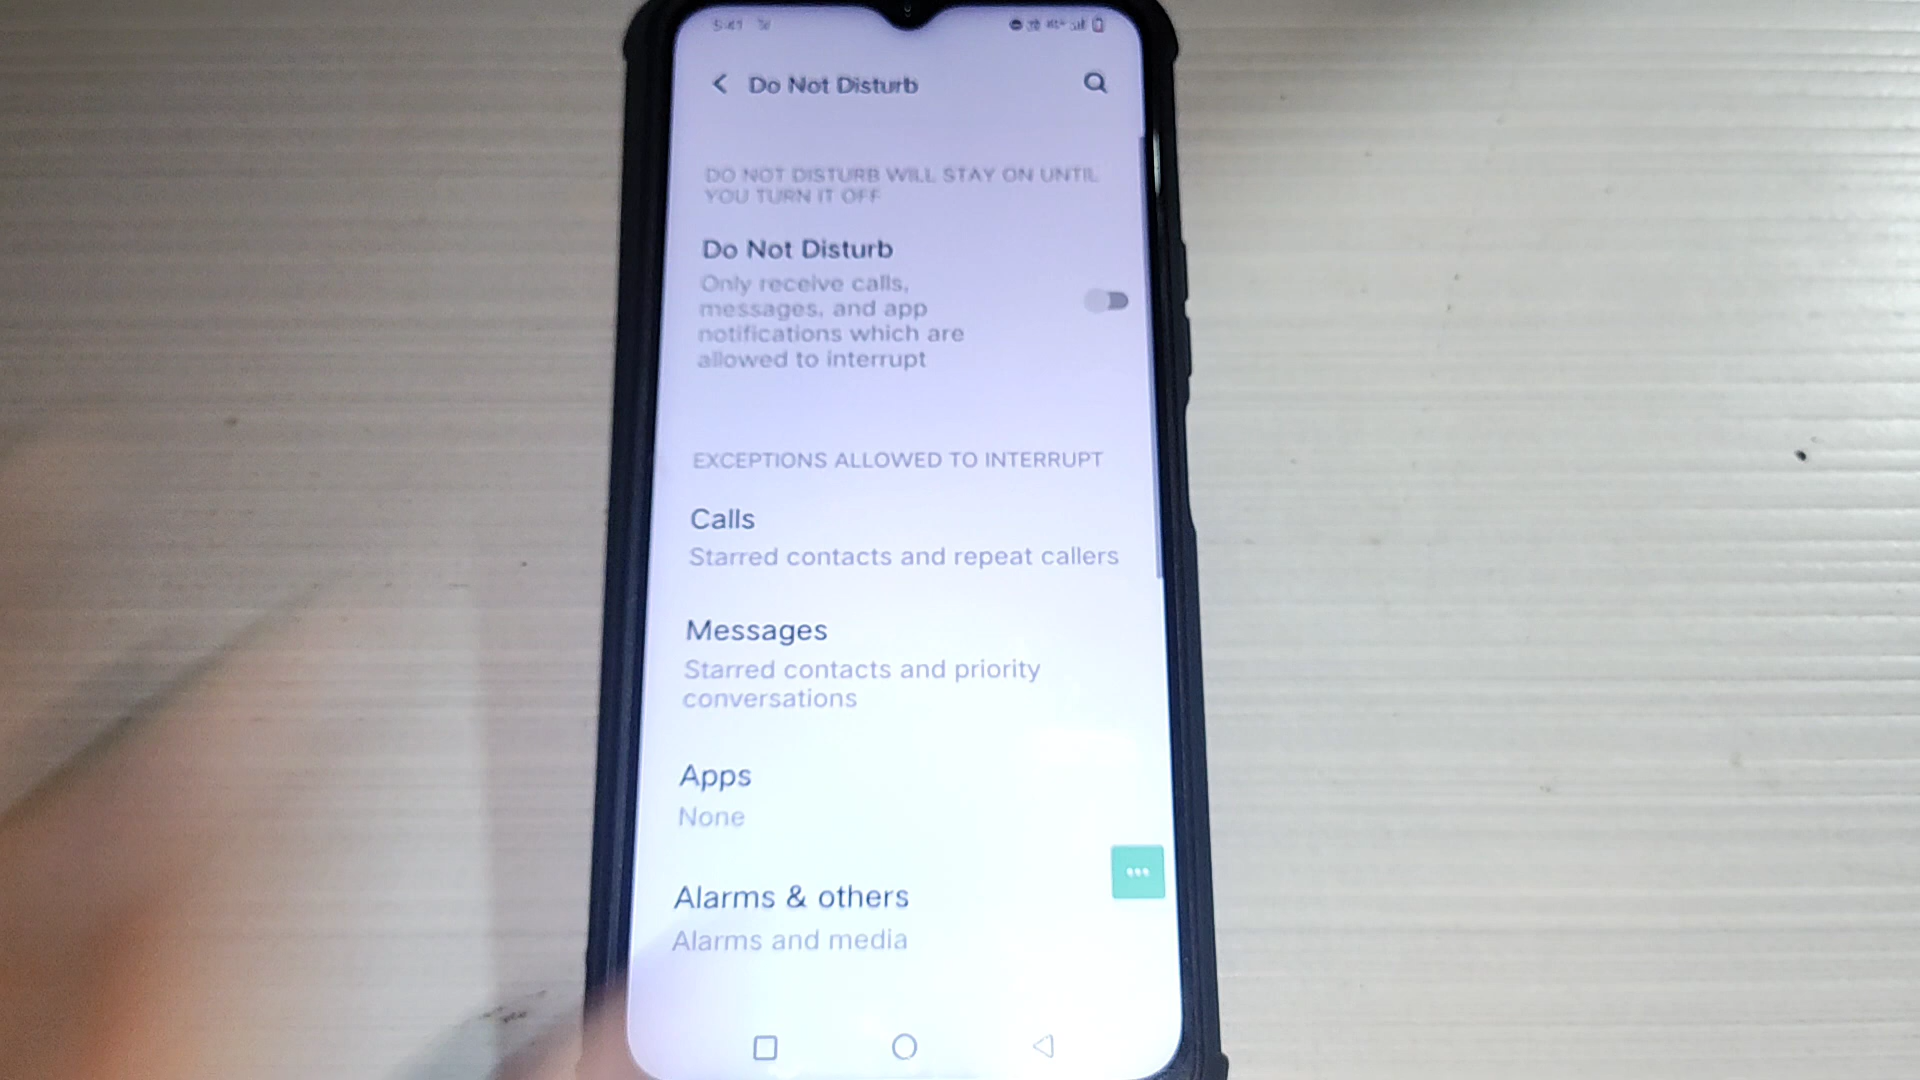 5:41
Do Not Disturb
DO NOT DISTURB WILL STAY ON UNTIL
YOU TURN IT OFF
Do Not Disturb
Only receive calls,
messages, and app
notifications which are
allowed to interrupt
EXCEPTIONS ALLOWED TO INTERRUPT
Calls
Starred contacts and repeat callers
Messages
Starred contacts and priority
conversations
Apps
None
Alarms & others
Alarms and media